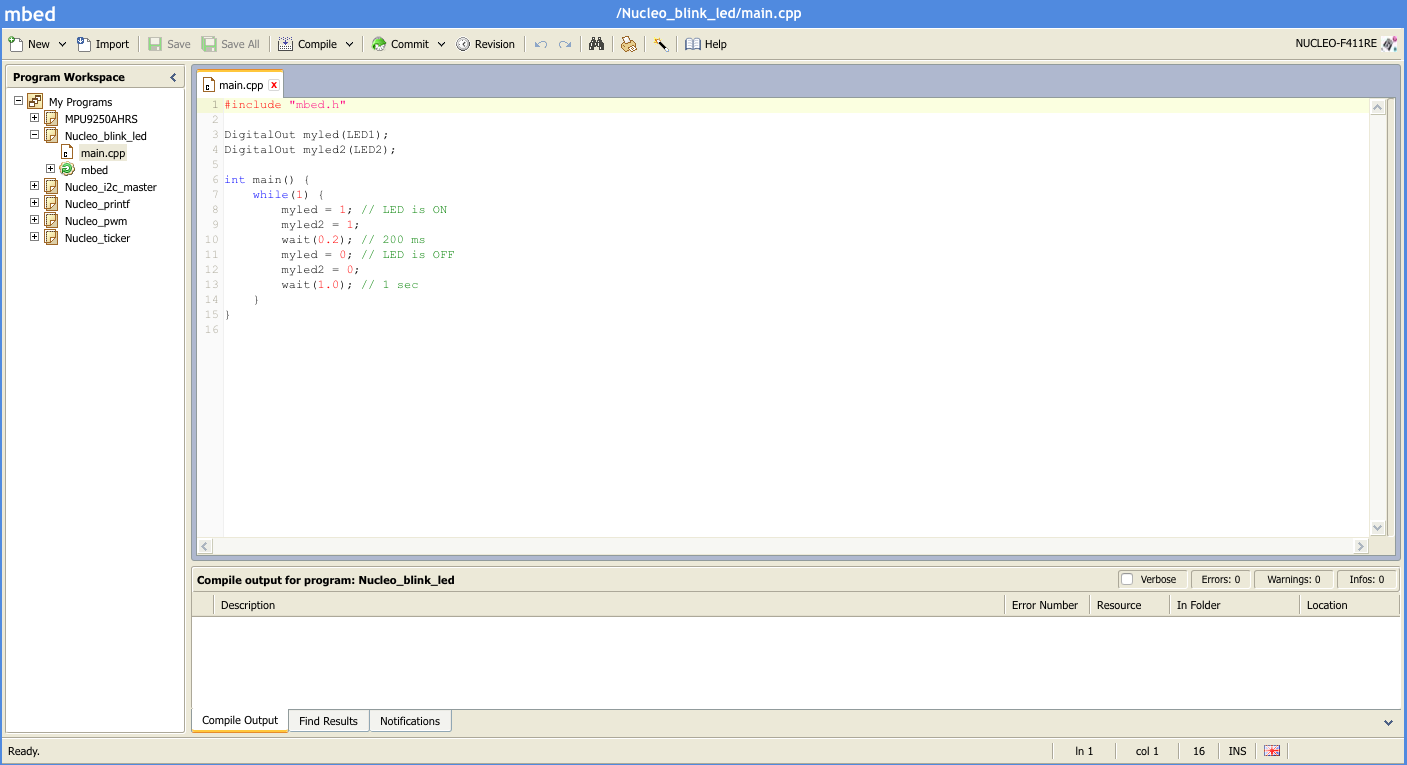 mbed
/Nucleo_blink_led/main.cpp
New Import Save Save All Compile Commit Revision Help NUCLEO-F411RE
Program Workspace
My Programs
MPU9250AHRS
Nucleo_blink_led
main.cpp
mbed
Nucleo_i2c_master
Nucleo_printf
Nucleo_pwm
Nucleo_ticker
main.cpp x
1 #include "mbed.h"
2
3 DigitalOut myled(LED1);
4 DigitalOut myled2(LED2);
5
6 int main() {
7     while(1) {
8         myled = 1; // LED is ON
9         myled2 = 1;
10         wait(0.2); // 200 ms
11         myled = 0; // LED is OFF
12         myled2 = 0;
13         wait(1.0); // 1 sec
14     }
15 }
16
Compile output for program: Nucleo_blink_led Verbose Errors: 0 Warnings: 0 Infos: 0
Description Error Number Resource In Folder Location
Compile Output Find Results Notifications
Ready. ln 1 col 1 16 INS